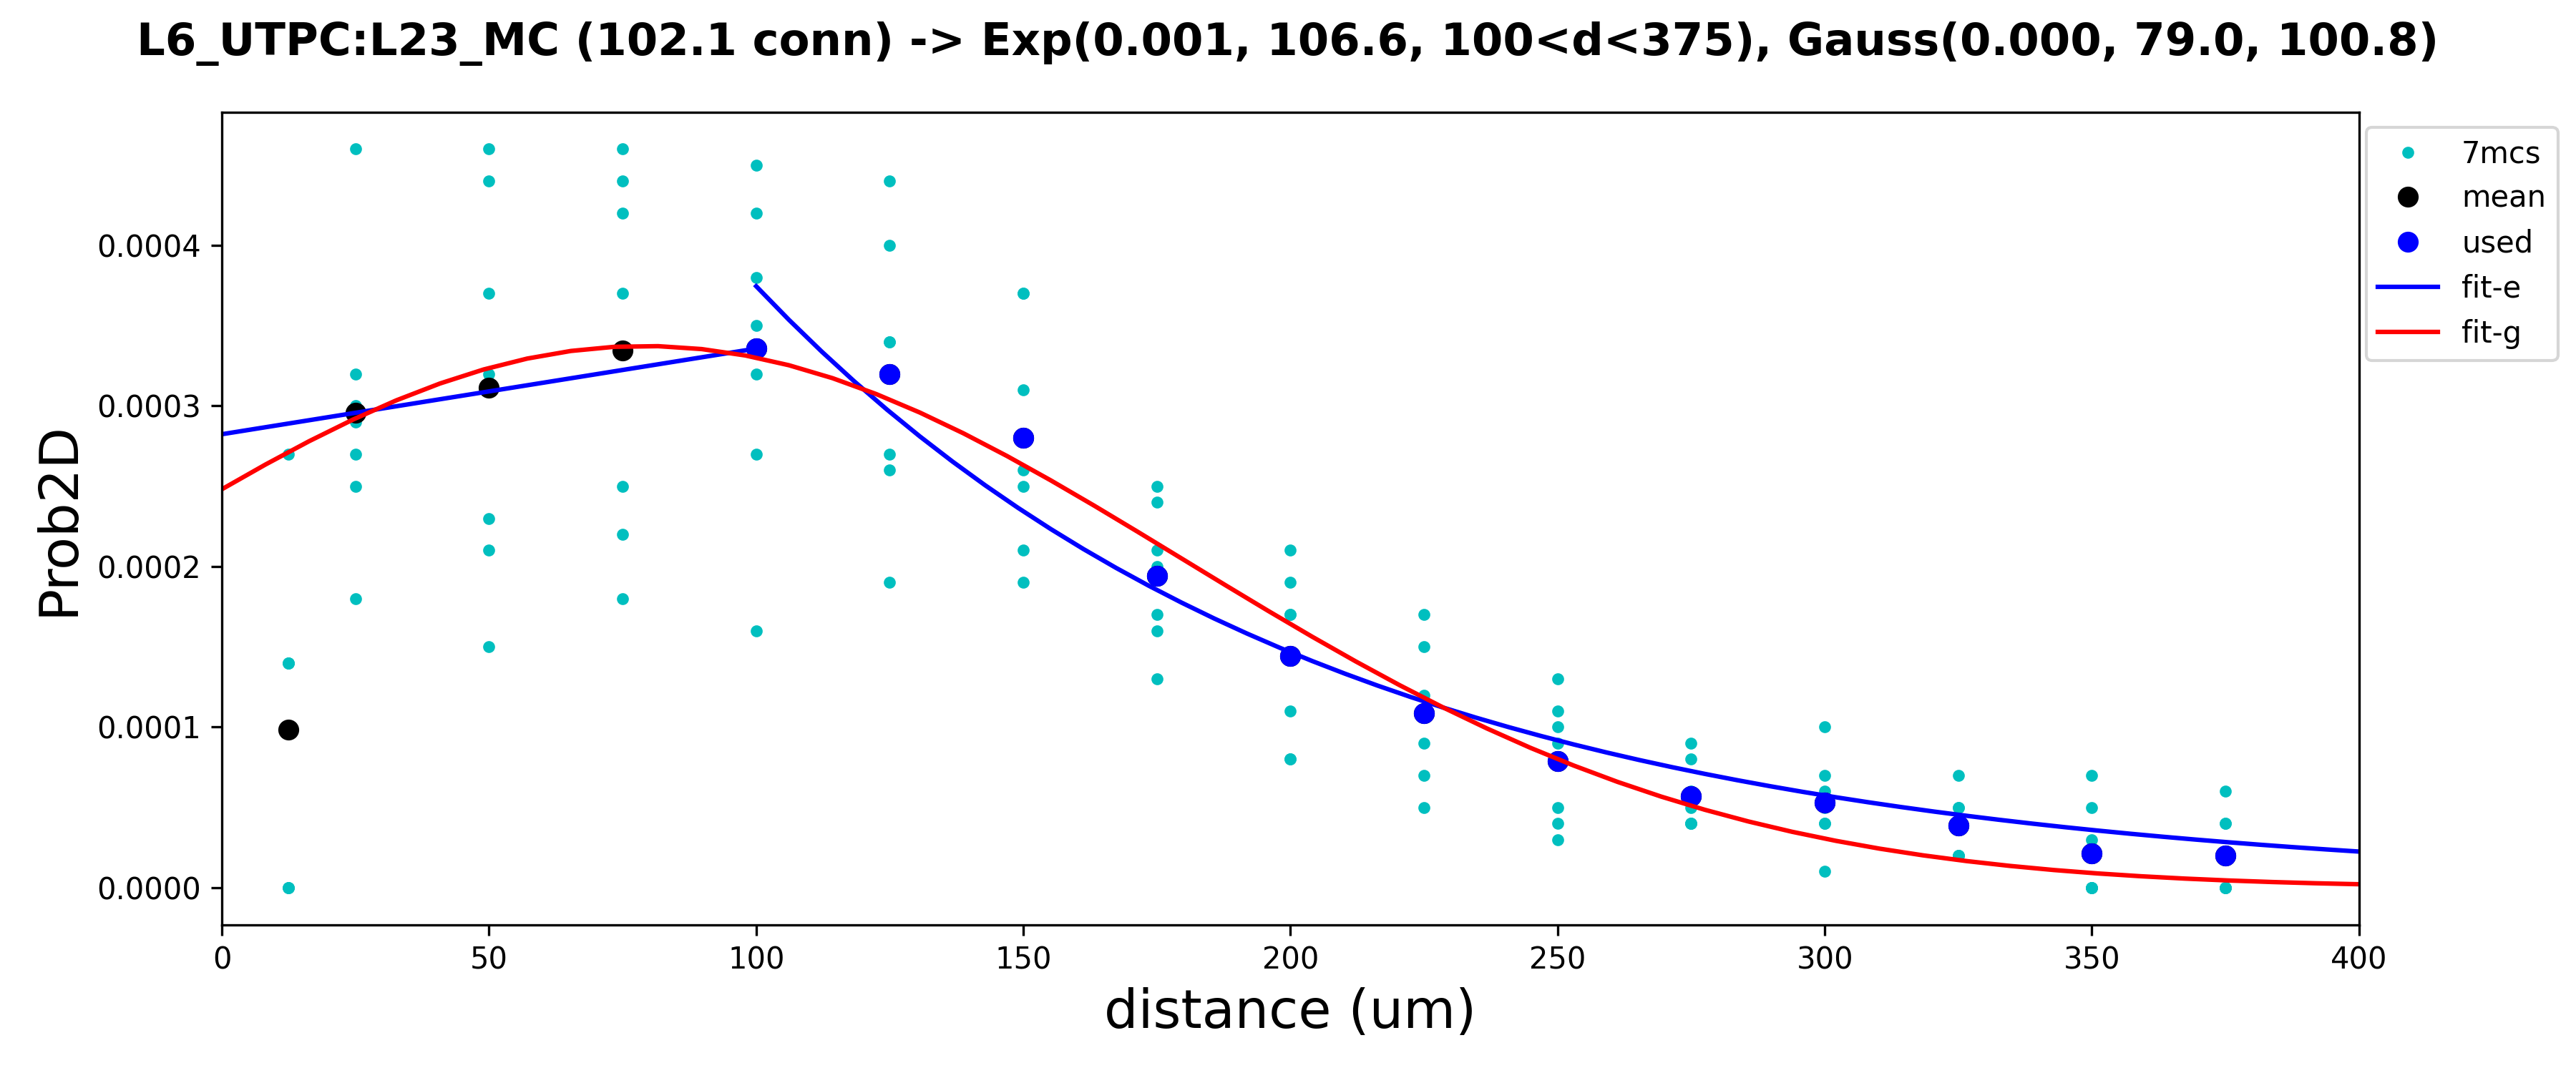 L6_UTPC:L23_MC (102.1 conn) -> Exp(0.001, 106.6, 100<d<375), Gauss(0.000, 79.0, 100.8)
7mcs
mean
used
fit-e
fit-g
Prob2D
0.0004
0.0003
0.0002
0.0001
0.0000
0 50 100 150 200 250 300 350 400
distance (um)